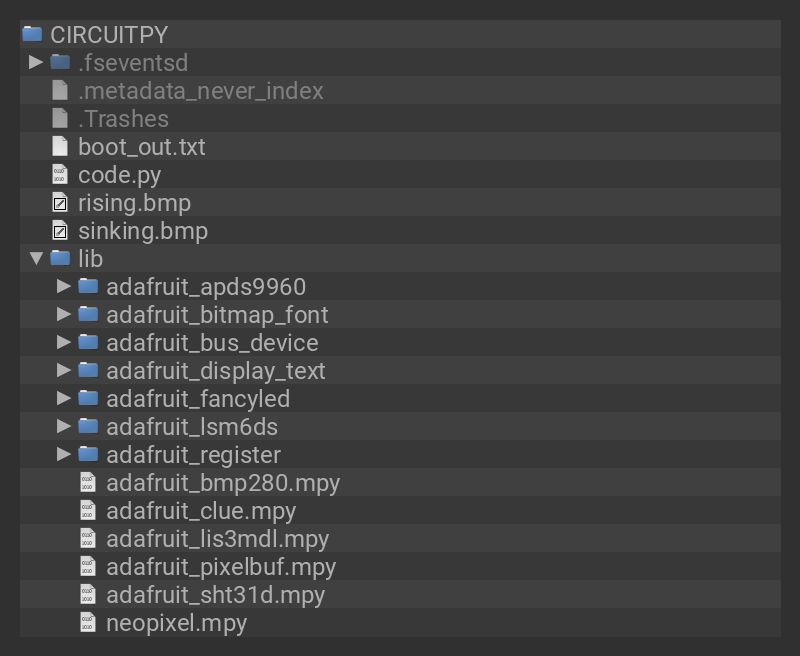 CIRCUITPY
.fseventsd
.metadata_never_index
.Trashes
boot_out.txt
code.py
rising.bmp
sinking.bmp
lib
adafruit_apds9960
adafruit_bitmap_font
adafruit_bus_device
adafruit_display_text
adafruit_fancyled
adafruit_lsm6ds
adafruit_register
adafruit_bmp280.mpy
adafruit_clue.mpy
adafruit_lis3mdl.mpy
adafruit_pixelbuf.mpy
adafruit_sht31d.mpy
neopixel.mpy